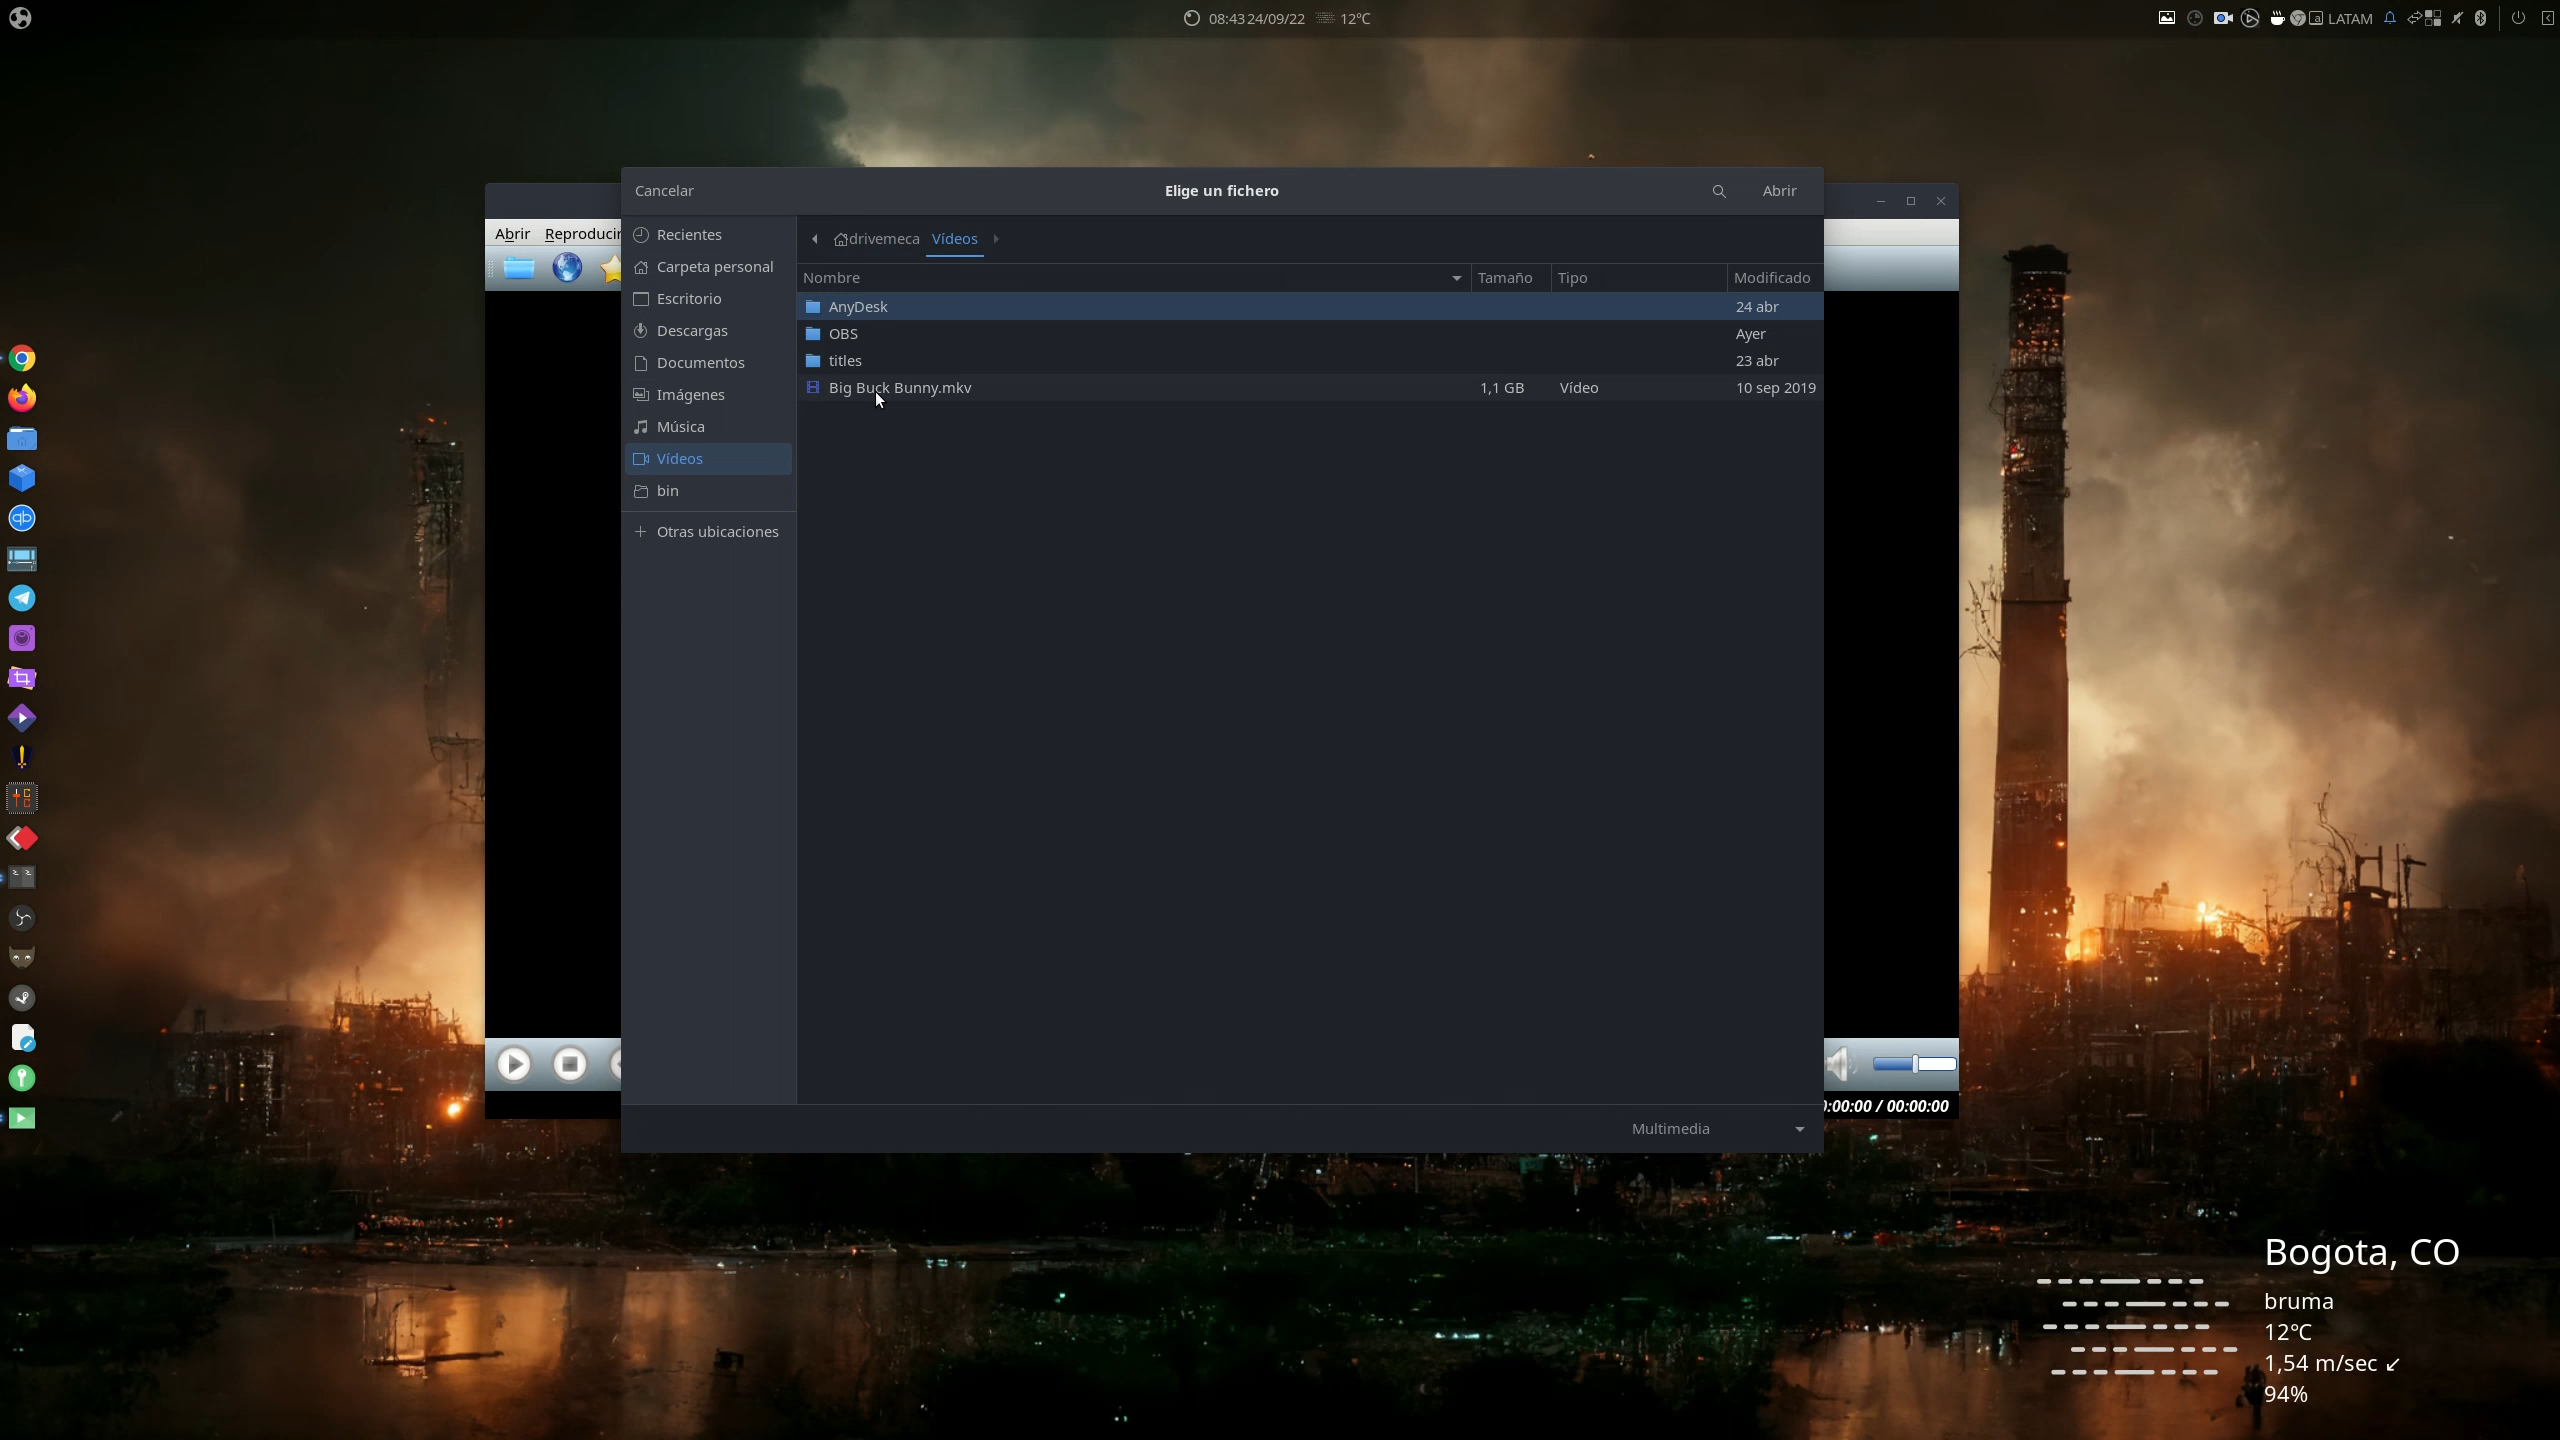 08:43 24/09/22 12°C
LATAM
Cancelar Elige un fichero Abrir
Abrir Reproducir
Recientes
Carpeta personal
Escritorio
Descargas
Documentos
Imágenes
Música
Vídeos
bin
Otras ubicaciones
drivemeca Vídeos
Nombre Tamaño Tipo Modificado
AnyDesk 24 abr
OBS Ayer
titles 23 abr
Big Buck Bunny.mkv 1,1 GB Vídeo 10 sep 2019
:00:00 / 00:00:00
Multimedia
Bogota, CO
bruma
12°C
1,54 m/sec ↙
94%